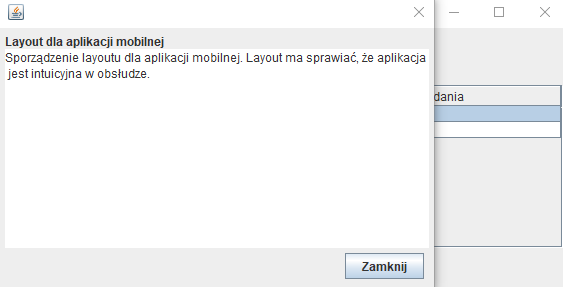 Layout dla aplikacji mobilnej
Sporządzenie layoutu dla aplikacji mobilnej. Layout ma sprawiać, że aplikacja
jest intuicyjna w obsłudze.
dania
Zamknij